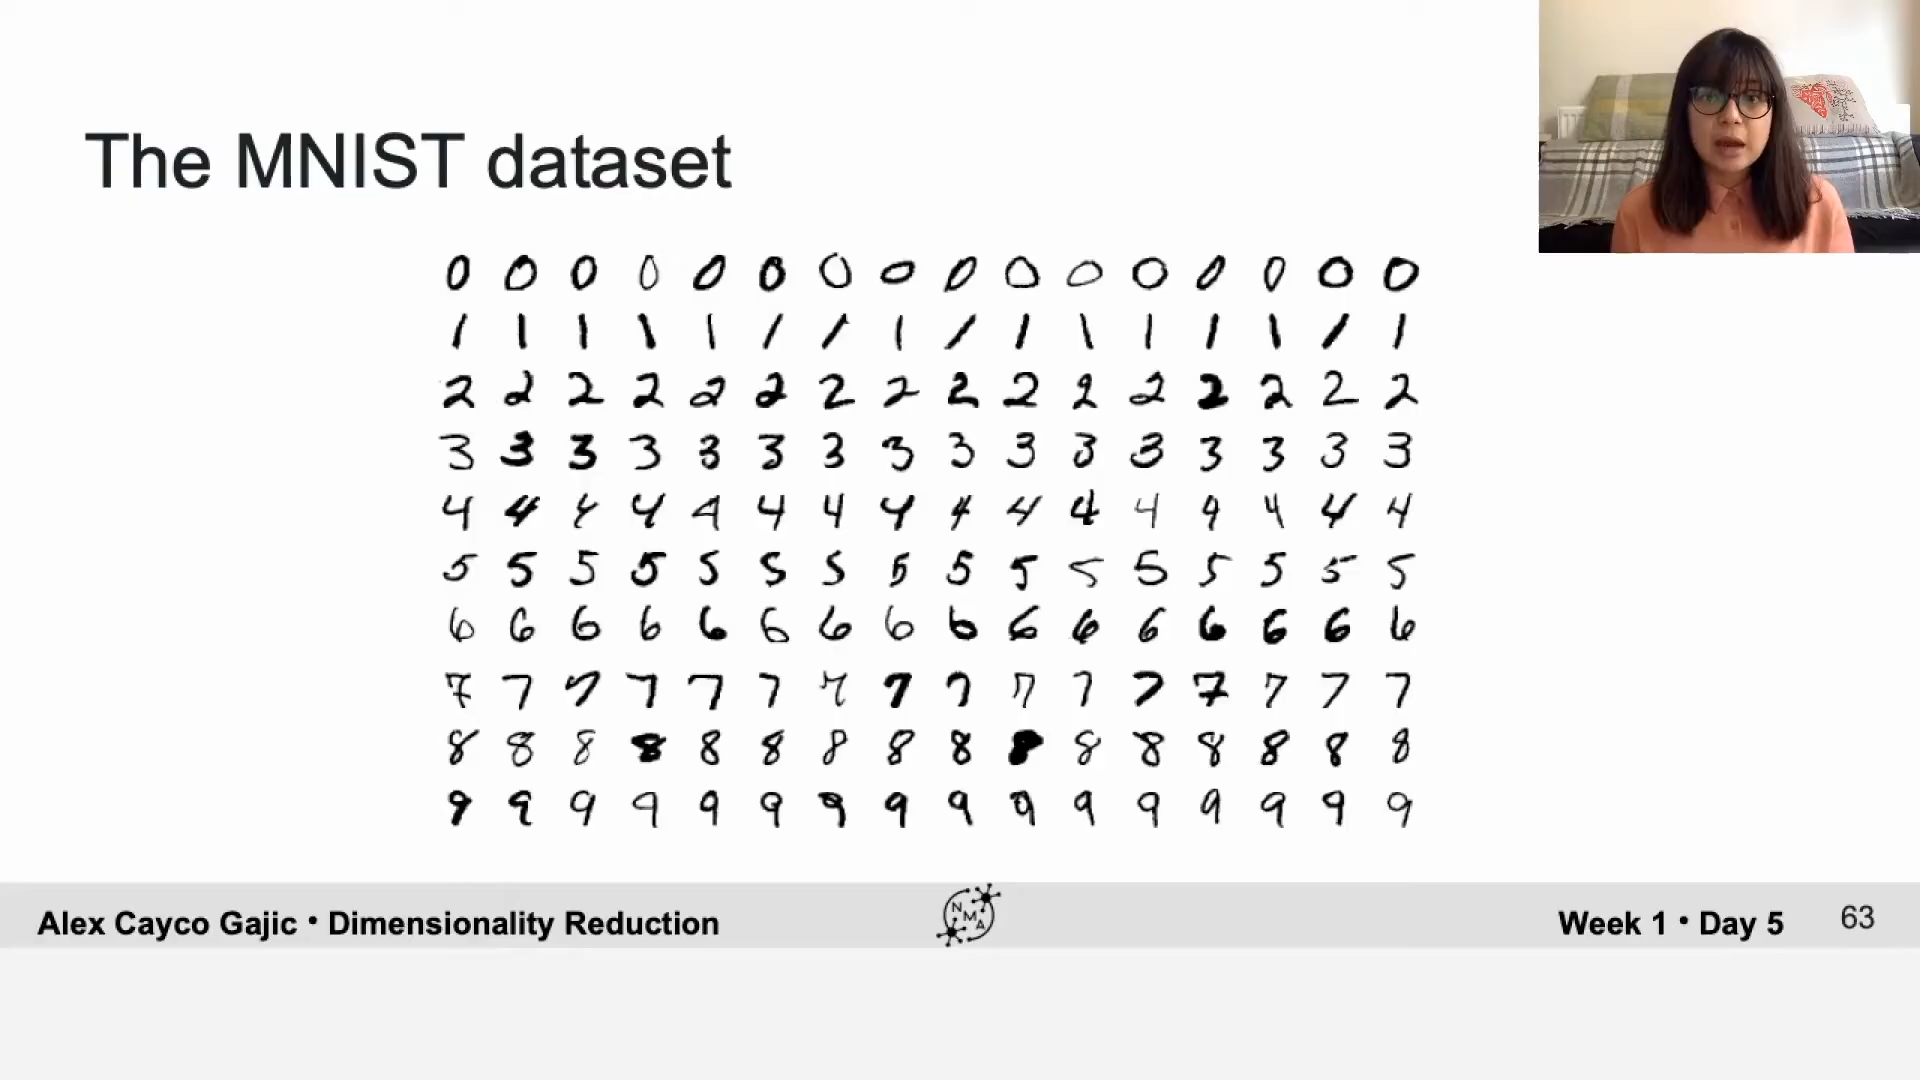 The MNIST dataset
0 0 0 0 0 0 0 0 0 0 0 0 0 0 0 0
1 1 1 1 1 1 1 1 1 1 1 1 1 1 1 1
2 2 2 2 2 2 2 2 2 2 2 2 2 2 2 2
3 3 3 3 3 3 3 3 3 3 3 3 3 3 3 3
4 4 4 4 4 4 4 4 4 4 4 4 4 4 4 4
5 5 5 5 5 5 5 5 5 5 5 5 5 5 5 5
6 6 6 6 6 6 6 6 6 6 6 6 6 6 6 6
7 7 7 7 7 7 7 7 7 7 7 7 7 7 7 7
8 8 8 8 8 8 8 8 8 8 8 8 8 8 8 8
9 9 9 9 9 9 9 9 9 9 9 9 9 9 9 9
Alex Cayco Gajic • Dimensionality Reduction
NMA
Week 1 • Day 5 63